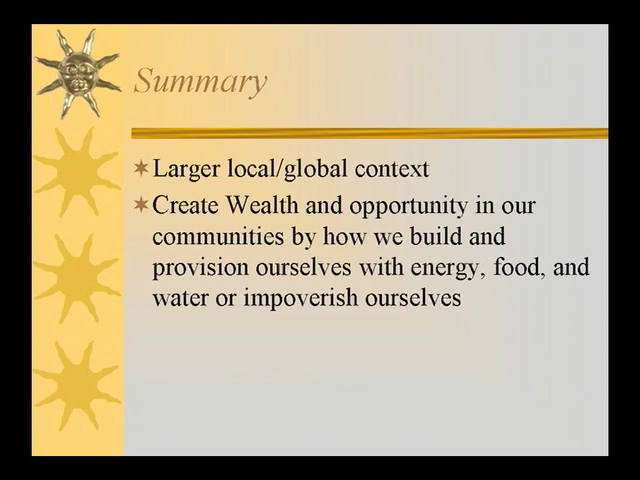 Summary
Larger local/global context
Create Wealth and opportunity in our
communities by how we build and
provision ourselves with energy, food, and
water or impoverish ourselves